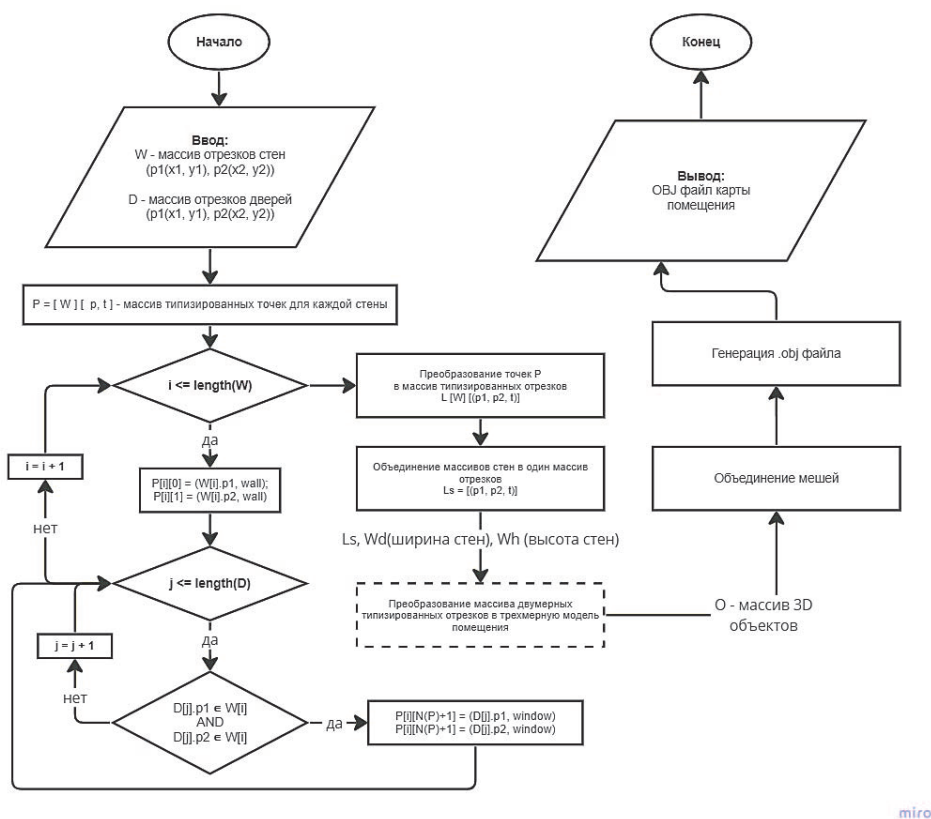 Начало
Ввод:
W - массив отрезков стен
(p1(x1, y1), p2(x2, y2))
D - массив отрезков дверей
(p1(x1, y1), p2(x2, y2))
P = [ W ] [ p, t ] - массив типизированных точек для каждой стены
i <= length(W)
да
i = i + 1
P[i][0] = (W[i].p1, wall);
P[i][1] = (W[i].p2, wall)
нет
j <= length(D)
да
j = j + 1
нет
D[j].p1 ∈ W[i]
AND
D[j].p2 ∈ W[i]
да
P[i][N(P)+1] = (D[j].p1, window)
P[i][N(P)+1] = (D[j].p2, window)
Преобразование точек P
в массив типизированных отрезков
L [W] [(p1, p2, t)]
Объединение массивов стен в один массив
отрезков
Ls = [(p1, p2, t)]
Ls, Wd(ширина стен), Wh (высота стен)
Преобразование массива двумерных
типизированных отрезков в трехмерную модель
помещения
O - массив 3D
объектов
Объединение мешей
Генерация .obj файла
Вывод:
OBJ файл карты
помещения
Конец
miro